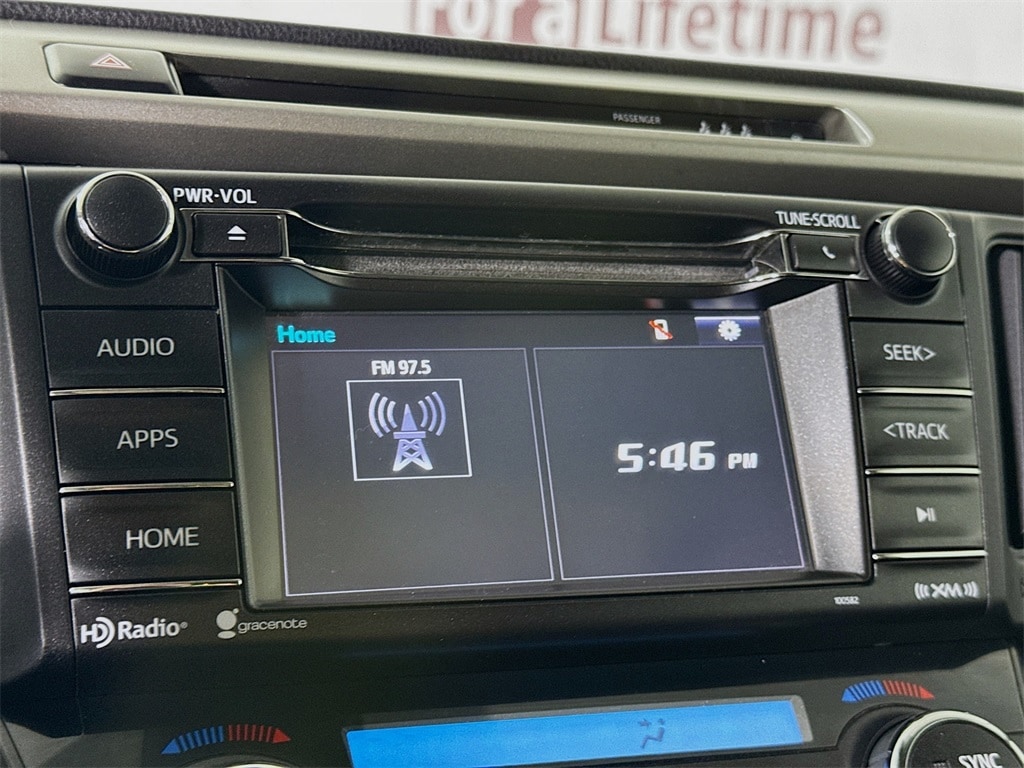 For a Lifetime
PASSENGER
PWR·VOL
TUNE·SCROLL
AUDIO
APPS
HOME
Home
FM 97.5
5:46 PM
SEEK>
<TRACK
HD Radio®
gracenote
100582
XM
SYNC